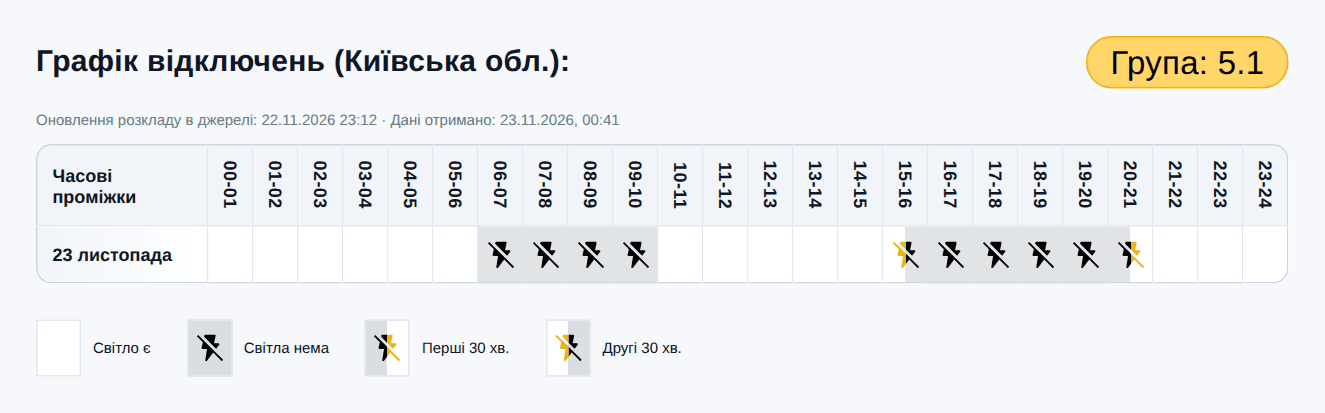 Графік відключень (Київська обл.):
Група: 5.1
Оновлення розкладу в джерелі: 22.11.2026 23:12 · Дані отримано: 23.11.2026, 00:41
Часові
проміжки
00-01
01-02
02-03
03-04
04-05
05-06
06-07
07-08
08-09
09-10
10-11
11-12
12-13
13-14
14-15
15-16
16-17
17-18
18-19
19-20
20-21
21-22
22-23
23-24
23 листопада
Світло є
Світла нема
Перші 30 хв.
Другі 30 хв.